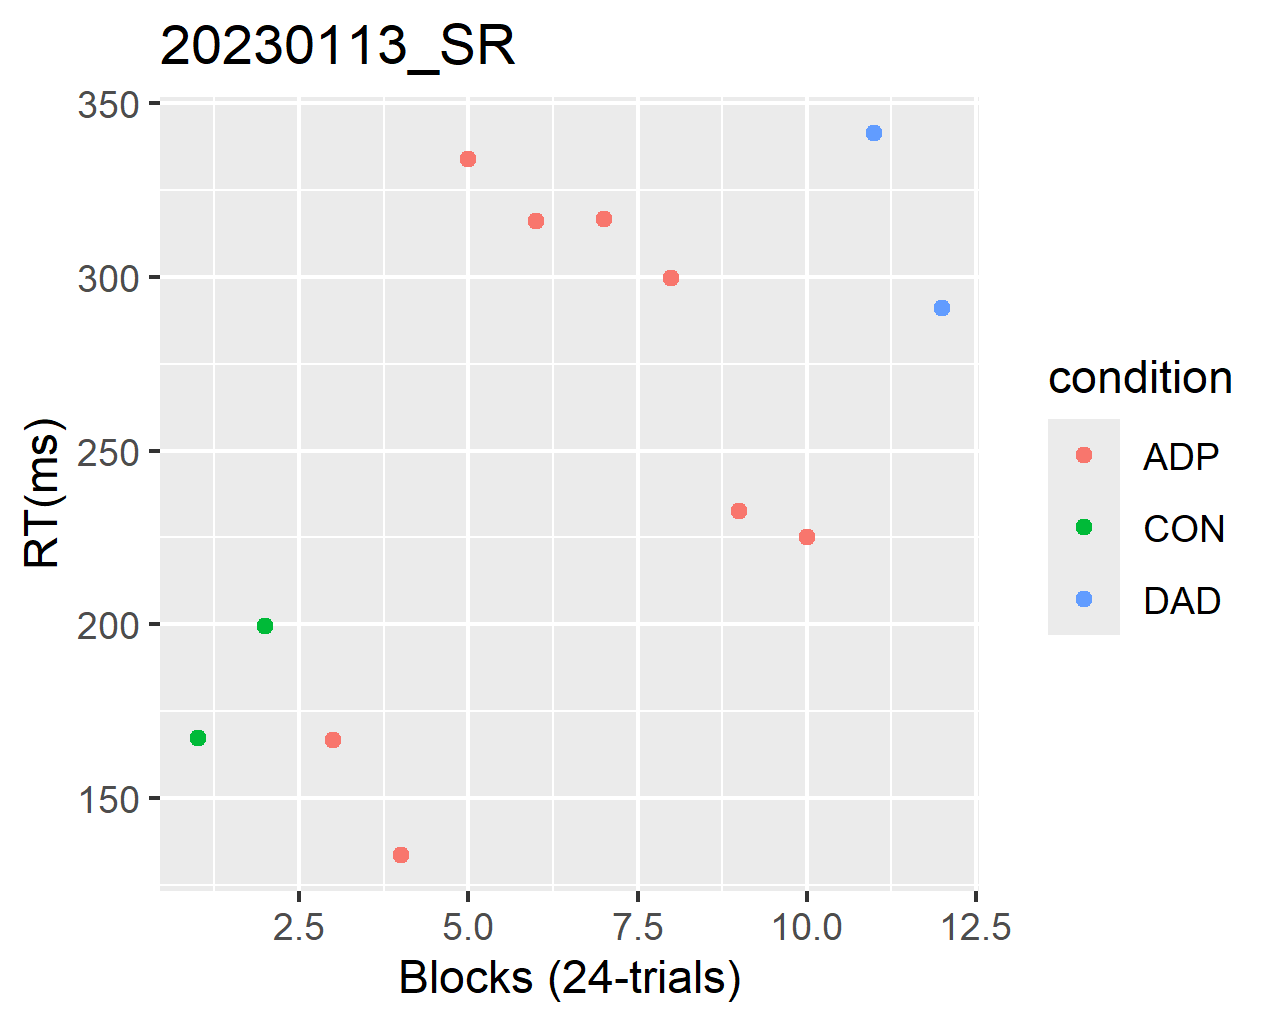 20230113_SR
350
300
250
200
150
RT(ms)
2.5 5.0 7.5 10.0 12.5
Blocks (24-trials)
condition
ADP
CON
DAD